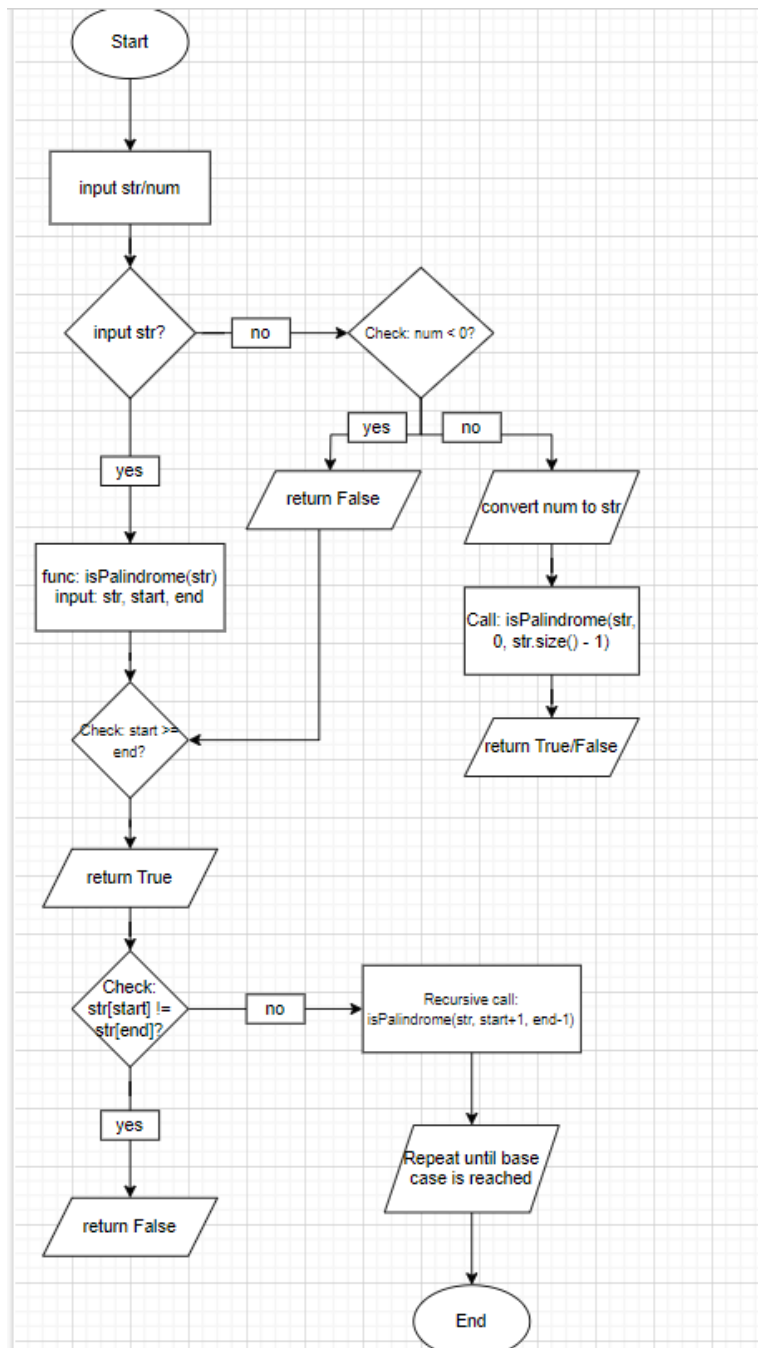 Start
input str/num
input str?
no
Check: num < 0?
yes
no
yes
return False
convert num to str
func: isPalindrome(str)
input: str, start, end
Call: isPalindrome(str,
0, str.size() - 1)
Check: start >=
end?
return True/False
return True
Check:
str[start] !=
str[end]?
no
Recursive call:
isPalindrome(str, start+1, end-1)
yes
Repeat until base
case is reached
return False
End